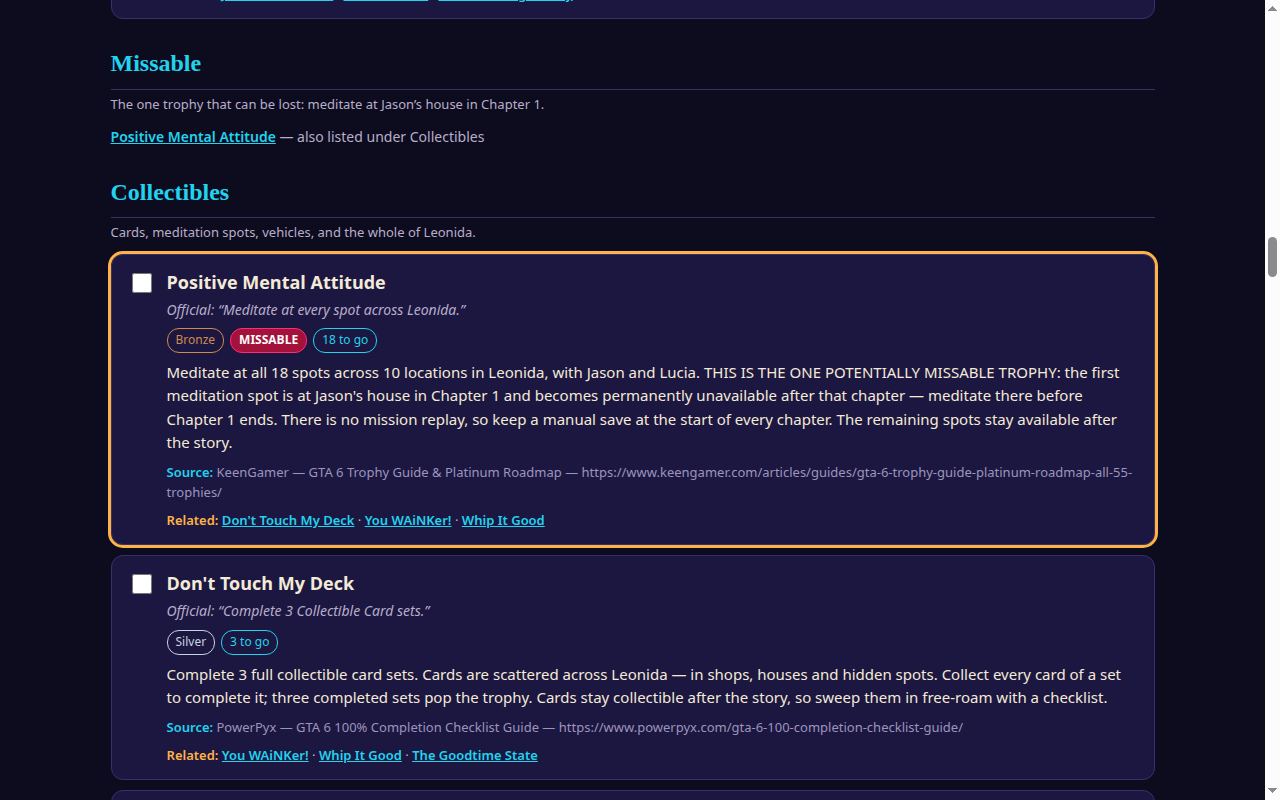 Missable
The one trophy that can be lost: meditate at Jason’s house in Chapter 1.
Positive Mental Attitude — also listed under Collectibles
Collectibles
Cards, meditation spots, vehicles, and the whole of Leonida.
Positive Mental Attitude
Official: “Meditate at every spot across Leonida.”
Bronze MISSABLE 18 to go
Meditate at all 18 spots across 10 locations in Leonida, with Jason and Lucia. THIS IS THE ONE POTENTIALLY MISSABLE TROPHY: the first
meditation spot is at Jason's house in Chapter 1 and becomes permanently unavailable after that chapter — meditate there before
Chapter 1 ends. There is no mission replay, so keep a manual save at the start of every chapter. The remaining spots stay available after
the story.
Source: KeenGamer — GTA 6 Trophy Guide & Platinum Roadmap — https://www.keengamer.com/articles/guides/gta-6-trophy-guide-platinum-roadmap-all-55-
trophies/
Related: Don't Touch My Deck · You WAiNKer! · Whip It Good
Don't Touch My Deck
Official: “Complete 3 Collectible Card sets.”
Silver 3 to go
Complete 3 full collectible card sets. Cards are scattered across Leonida — in shops, houses and hidden spots. Collect every card of a set
to complete it; three completed sets pop the trophy. Cards stay collectible after the story, so sweep them in free-roam with a checklist.
Source: PowerPyx — GTA 6 100% Completion Checklist Guide — https://www.powerpyx.com/gta-6-100-completion-checklist-guide/
Related: You WAiNKer! · Whip It Good · The Goodtime State